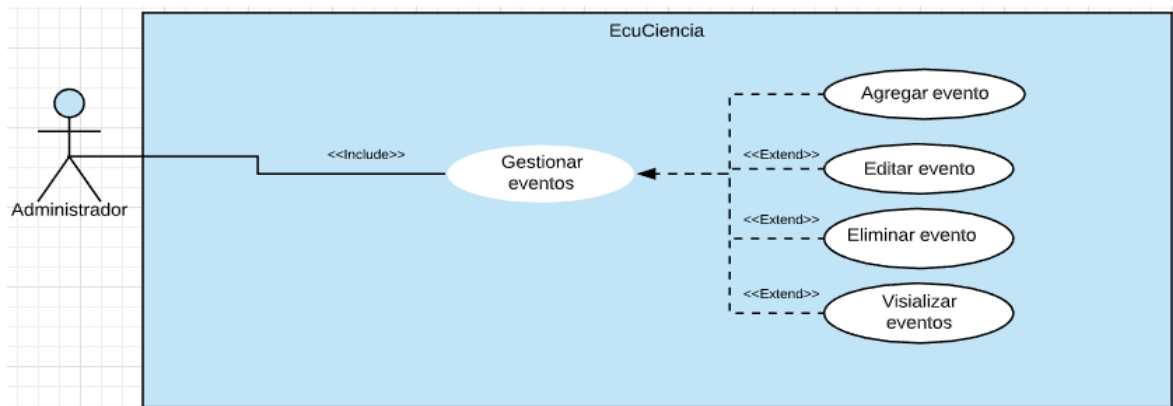 EcuCiencia
Administrador
<<Include>>
Gestionar
eventos
Agregar evento
<<Extend>>
Editar evento
<<Extend>>
Eliminar evento
<<Extend>>
Visializar
eventos